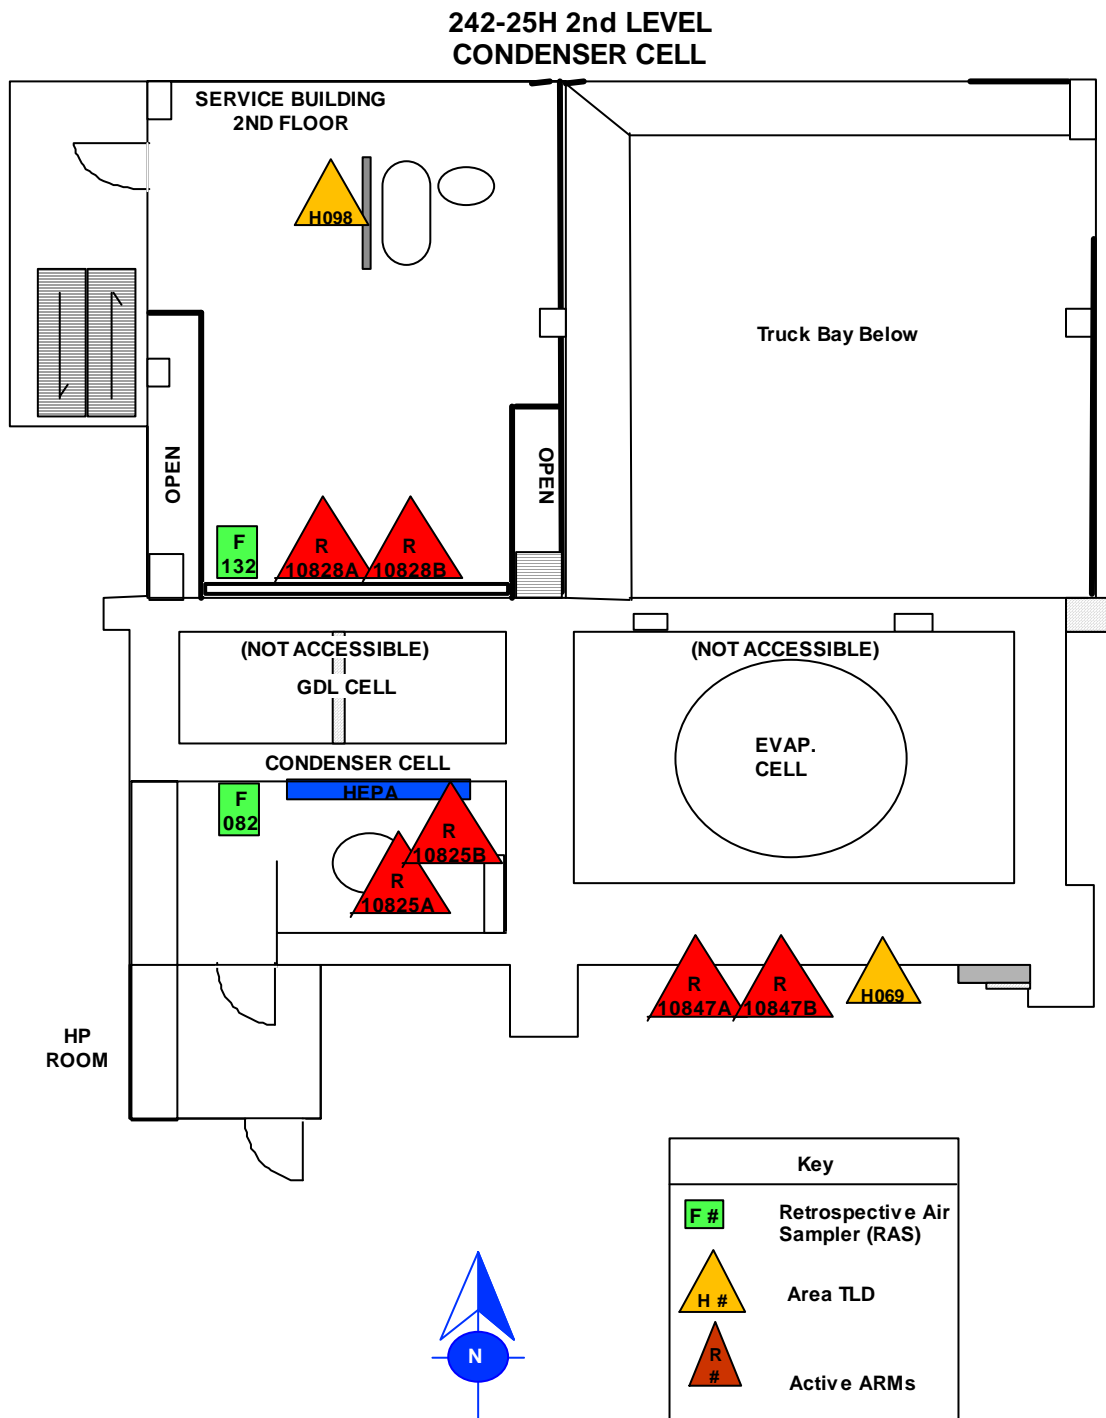 242-25H 2nd LEVEL
CONDENSER CELL
SERVICE BUILDING
2ND FLOOR
H098
Truck Bay Below
OPEN
OPEN
F
132
R
10828A
R
10828B
(NOT ACCESSIBLE)
GDL CELL
(NOT ACCESSIBLE)
EVAP.
CELL
CONDENSER CELL
HEPA
F
082
R
10825B
R
10825A
R
10847A
R
10847B
H069
HP
ROOM
Key
F #
Retrospective Air
Sampler (RAS)
H #
Area TLD
R
#
Active ARMs
N